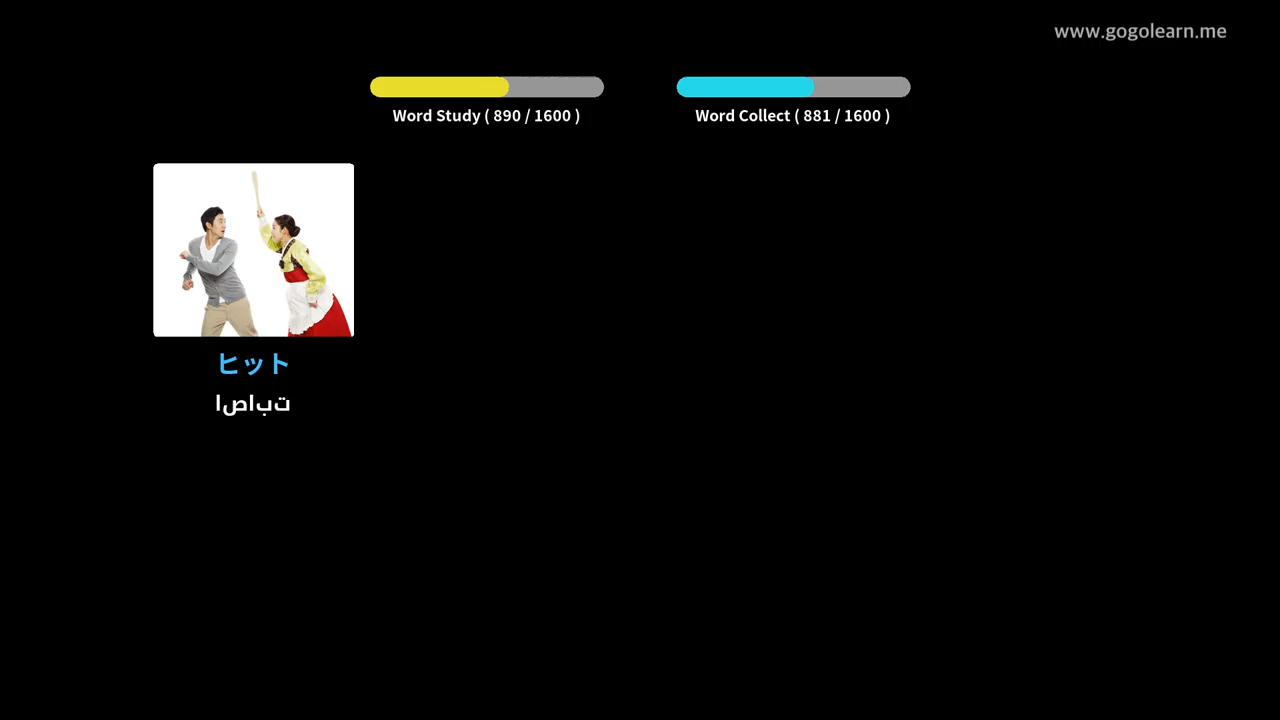 www.gogolearn.me
Word Study ( 890 / 1600 )
Word Collect ( 881 / 1600 )
ヒット
اصابت